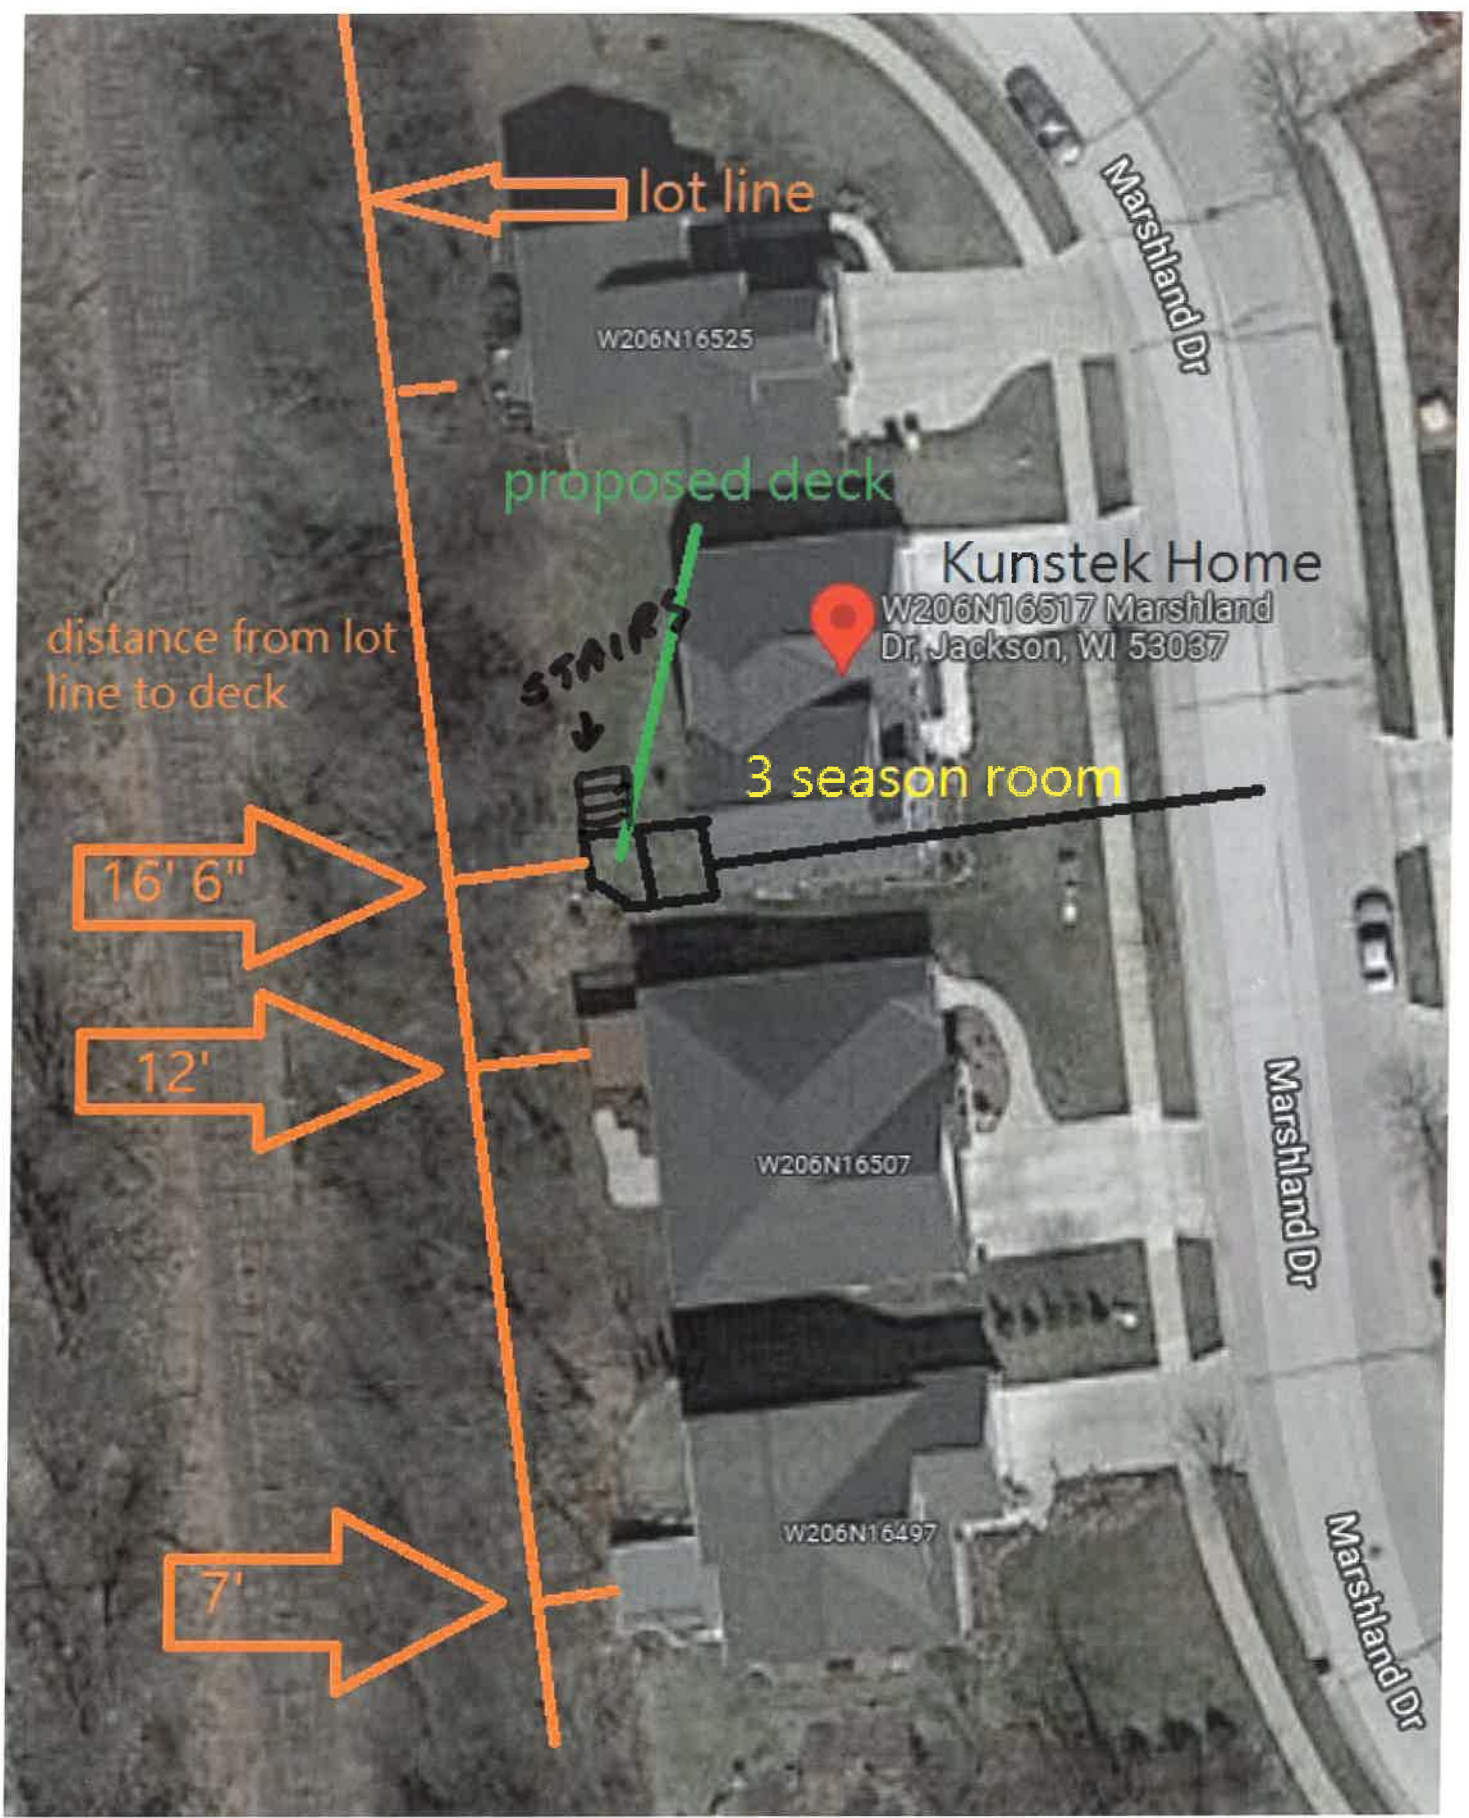 lot line
Marshland Dr
W206N16525
proposed deck
Kunstek Home
W206N16517 Marshland
Dr, Jackson, WI 53037
STAIRS
distance from lot
line to deck
3 season room
16' 6"
12'
W206N16507
Marshland Dr
W206N16497
7'
Marshland Dr